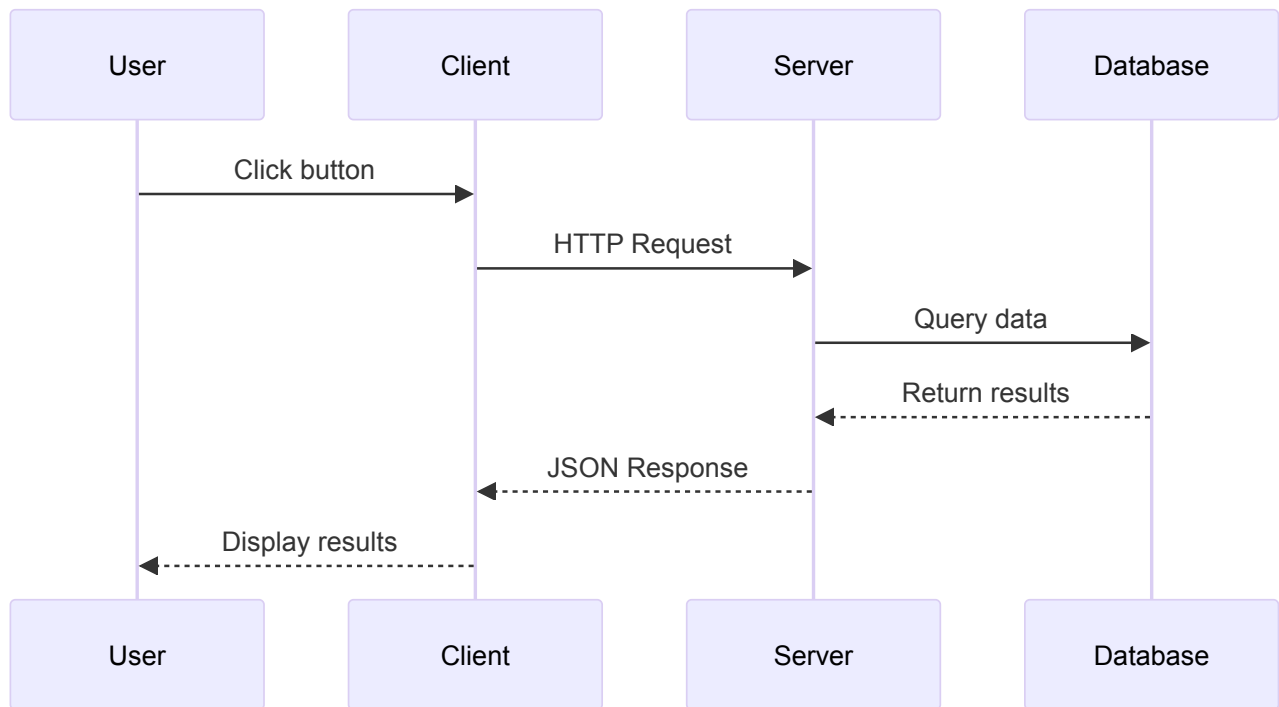 User
Client
Server
Database
Click button
HTTP Request
Query data
Return results
JSON Response
Display results
User
Client
Server
Database